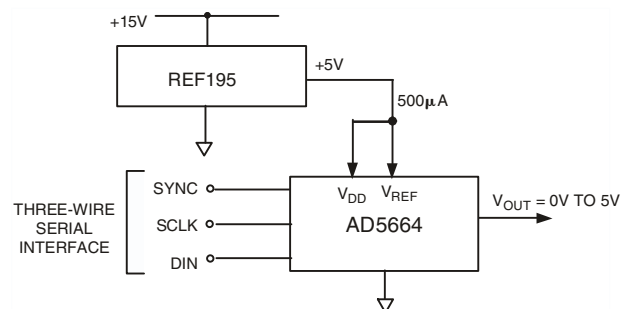 +15V
REF195
+5V
500µA
THREE-WIRE
SERIAL
INTERFACE
SYNC
SCLK
DIN
VDD
VREF
AD5664
VOUT = 0V TO 5V